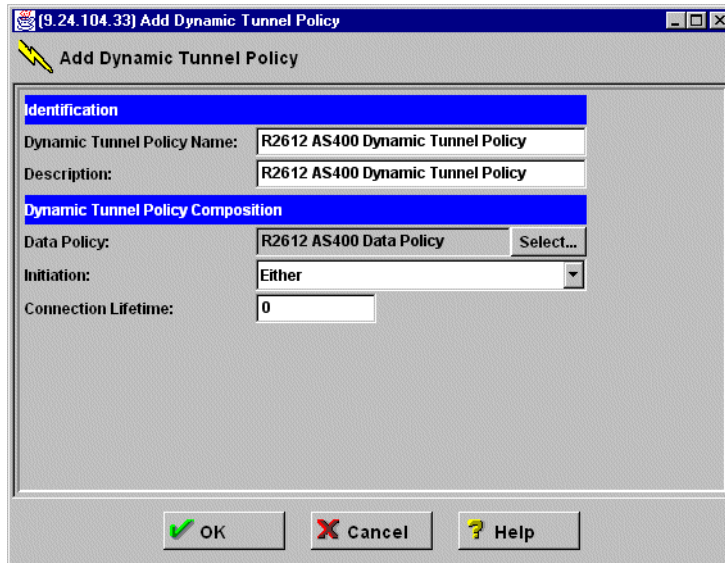 (9.24.104.33) Add Dynamic Tunnel Policy
Add Dynamic Tunnel Policy
Identification
Dynamic Tunnel Policy Name: R2612 AS400 Dynamic Tunnel Policy
Description: R2612 AS400 Dynamic Tunnel Policy
Dynamic Tunnel Policy Composition
Data Policy: R2612 AS400 Data Policy Select...
Initiation: Either
Connection Lifetime: 0
OK Cancel Help